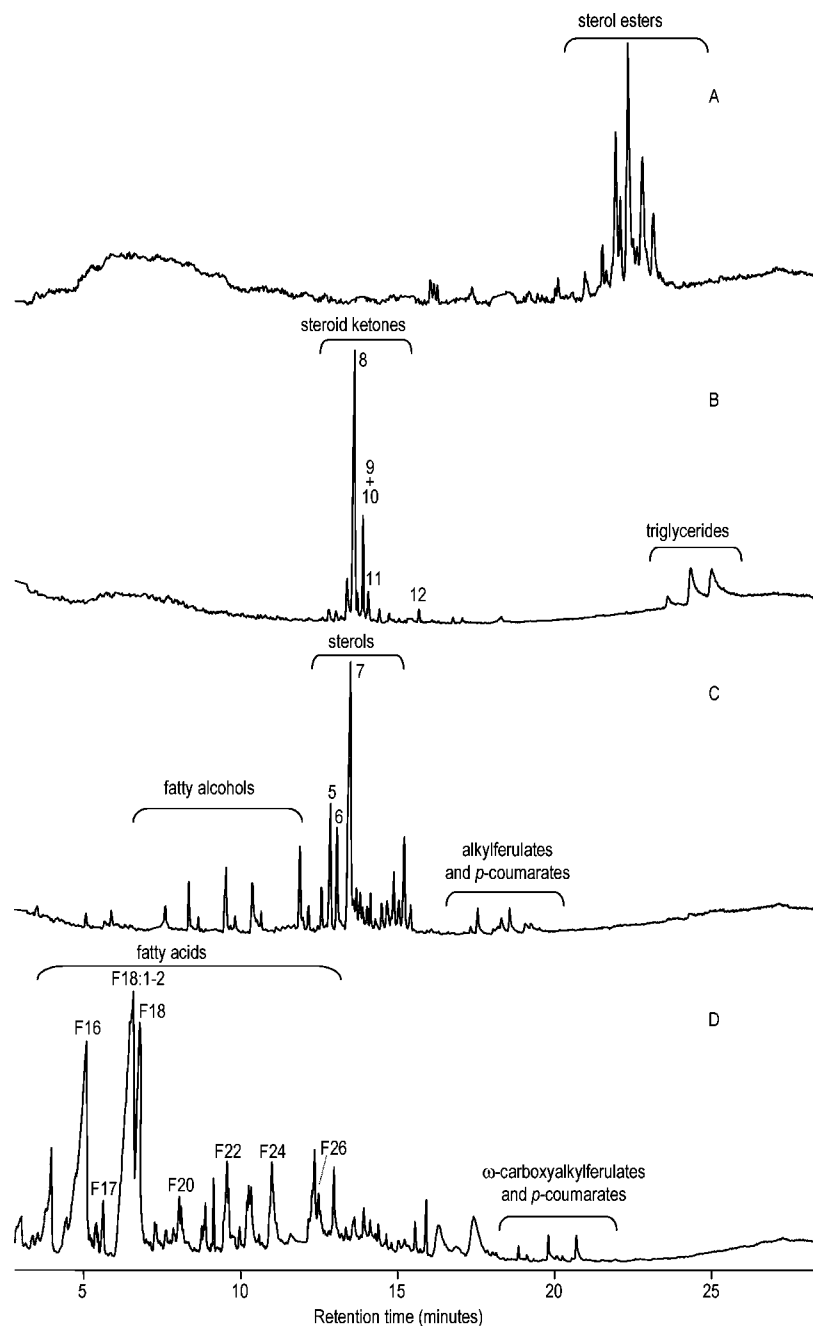 sterol esters
A
steroid ketones
8
B
9
+
10
triglycerides
11
12
sterols
7
C
fatty alcohols
5
6
alkylferulates
and p-coumarates
fatty acids
F18:1-2
F18
D
F16
F22
F24
F26
F17
F20
ω-carboxyalkylferulates
and p-coumarates
5 10 15 20 25
Retention time (minutes)